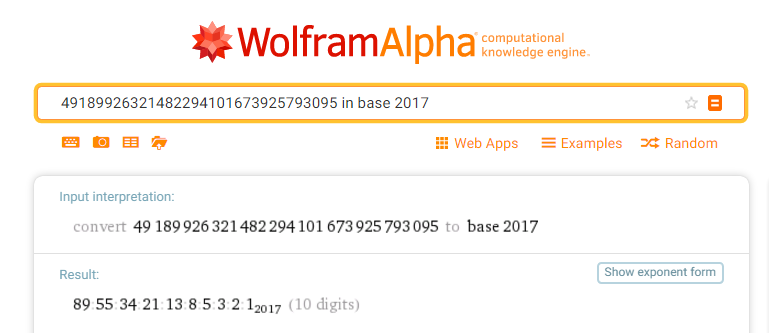 WolframAlpha computational
knowledge engine.
49189926321482294101673925793095 in base 2017
Web Apps Examples Random
Input interpretation:
convert 49 189 926 321 482 294 101 673 925 793 095 to base 2017
Result: Show exponent form
89:55:34:21:13:8:5:3:2:1₂₀₁₇ (10 digits)